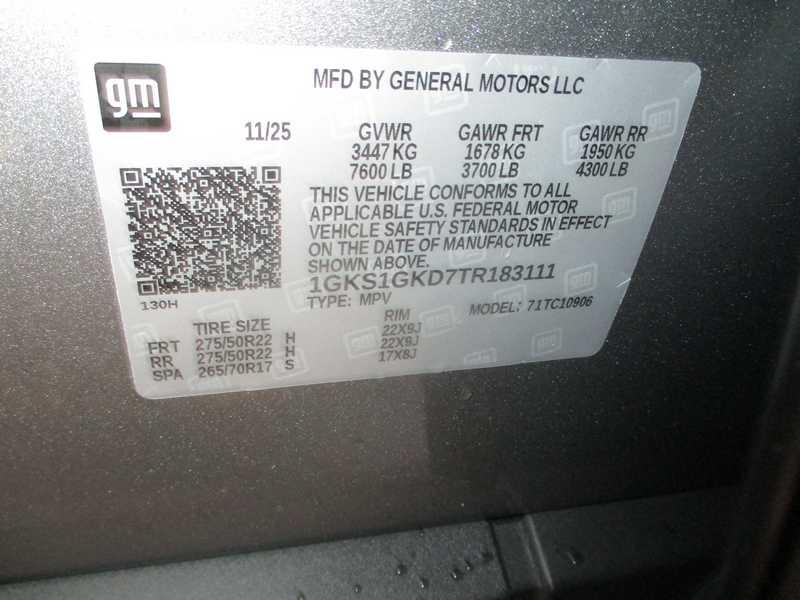 gm
MFD BY GENERAL MOTORS LLC
11/25 GVWR GAWR FRT GAWR RR
3447 KG 1678 KG 1950 KG
7600 LB 3700 LB 4300 LB
THIS VEHICLE CONFORMS TO ALL
APPLICABLE U.S. FEDERAL MOTOR
VEHICLE SAFETY STANDARDS IN EFFECT
ON THE DATE OF MANUFACTURE
SHOWN ABOVE.
1GKS1GKD7TR183111
130H
TYPE: MPV MODEL: 71TC10906
TIRE SIZE RIM
FRT 275/50R22 H 22X9J
RR 275/50R22 H 22X9J
SPA 265/70R17 S 17X8J